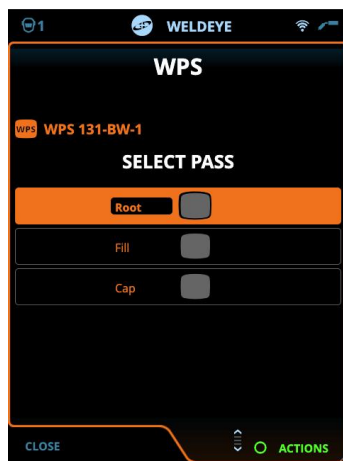 1 WELDEYE
WPS
WPS WPS 131-BW-1
SELECT PASS
Root
Fill
Cap
CLOSE ACTIONS